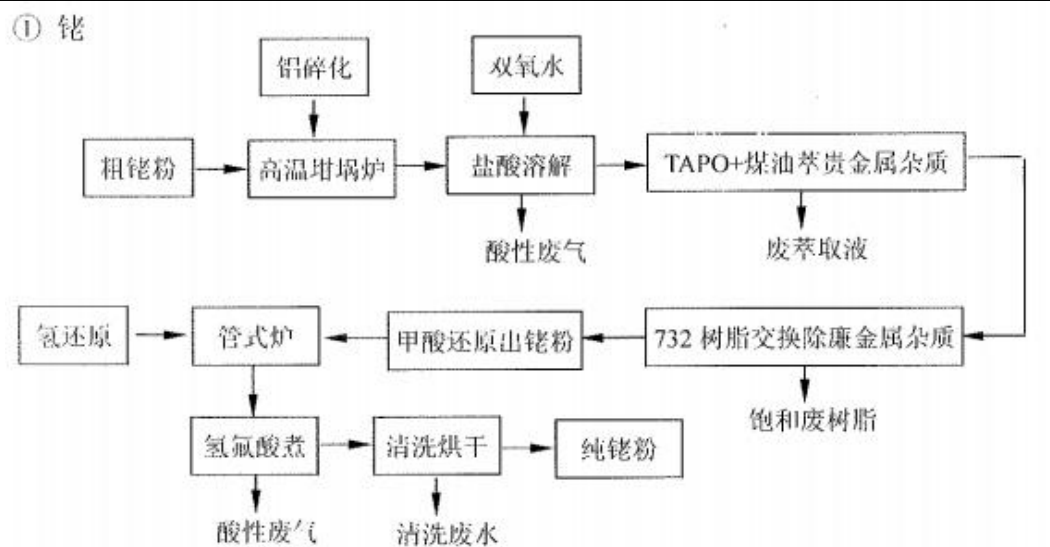 ① 铑
铝碎化
双氧水
粗铑粉
高温坩埚炉
盐酸溶解
TAPO+煤油萃贵金属杂质
酸性废气
废萃取液
氢还原
管式炉
甲酸还原出铑粉
732 树脂交换除廉金属杂质
饱和废树脂
氢氟酸煮
清洗烘干
纯铑粉
酸性废气
清洗废水